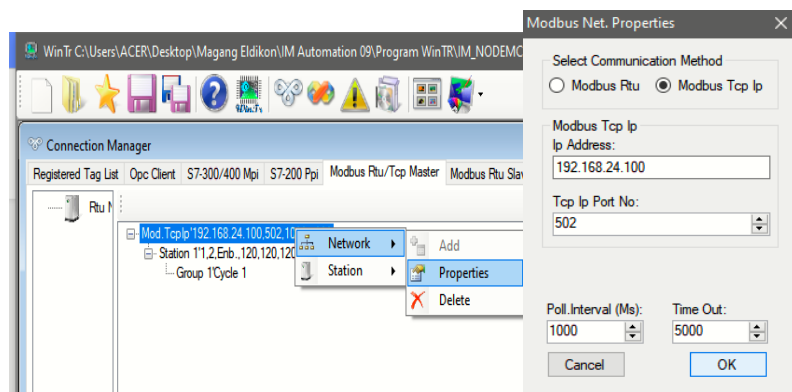 WinTr C:\Users\ACER\Desktop\Magang Eldikon\IM Automation 09\Program WinTR\IM_NODEMC
WinTr
Connection Manager
Registered Tag List Opc Client S7-300/400 Mpi S7-200 Ppi Modbus Rtu/Tcp Master Modbus Rtu Slav
Rtu
Mod.TcpIp'192.168.24.100,502,10
Station 1'1,2,Enb.,120,120,120
Group 1'Cycle 1
Network
Station
Add
Properties
Delete
Modbus Net. Properties
Select Communication Method
Modbus Rtu Modbus Tcp Ip
Modbus Tcp Ip
Ip Address:
192.168.24.100
Tcp Ip Port No:
502
Poll.Interval (Ms): Time Out:
1000 5000
Cancel OK